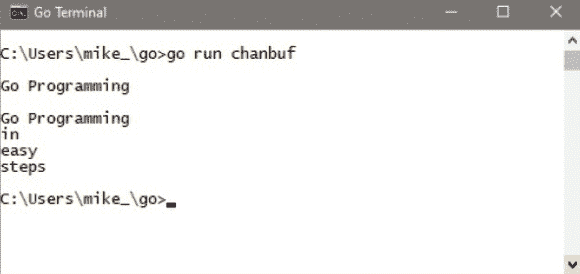 Go Terminal
C:\Users\mike_\go>go run chanbuf
Go Programming
Go Programming
in
easy
steps
C:\Users\mike_\go>